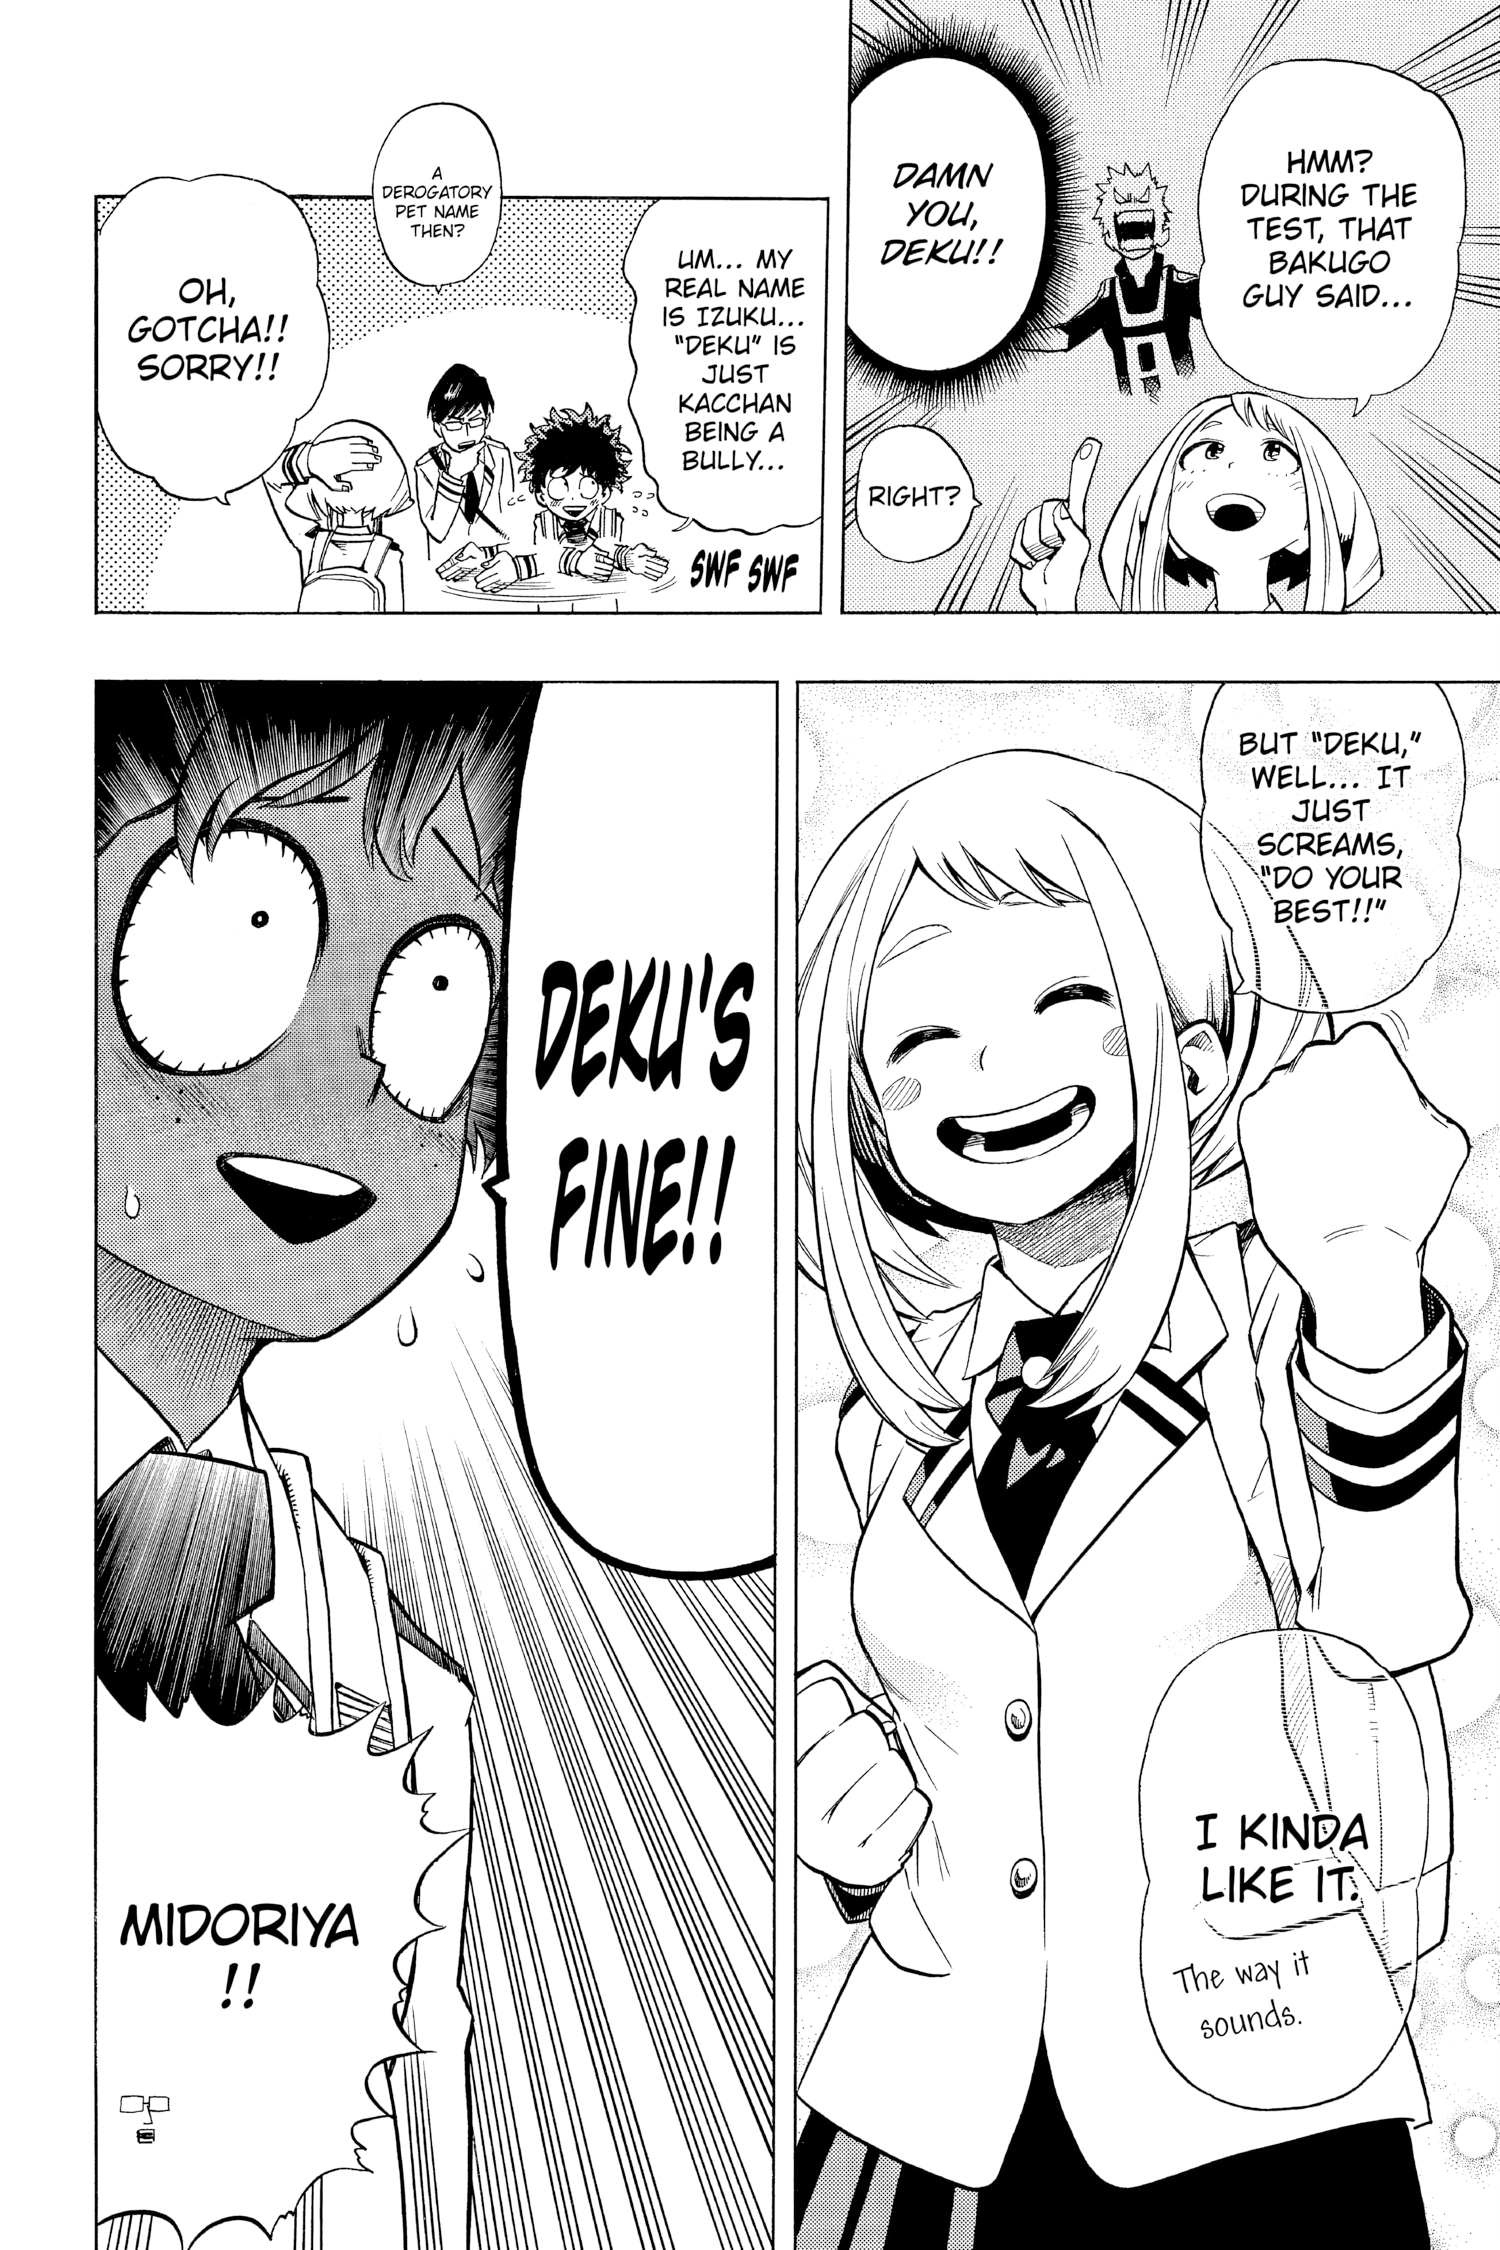 HMM?
DURING THE
TEST, THAT
BAKUGO
GUY SAID...
DAMN
YOU,
DEKU!!
RIGHT?
UM... MY
REAL NAME
IS IZUKU...
"DEKU" IS
JUST
KACCHAN
BEING A
BULLY...
SWF SWF
A
DEROGATORY
PET NAME
THEN?
OH,
GOTCHA!!
SORRY!!
BUT "DEKU,"
WELL... IT
JUST
SCREAMS,
"DO YOUR
BEST!!"
I KINDA
LIKE IT.
The way it
sounds.
DEKU'S
FINE!!
MIDORIYA
!!